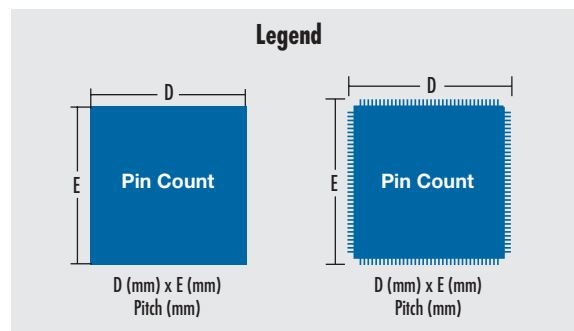 Legend
D
E
Pin Count
D (mm) x E (mm)
Pitch (mm)
D
E
Pin Count
D (mm) x E (mm)
Pitch (mm)